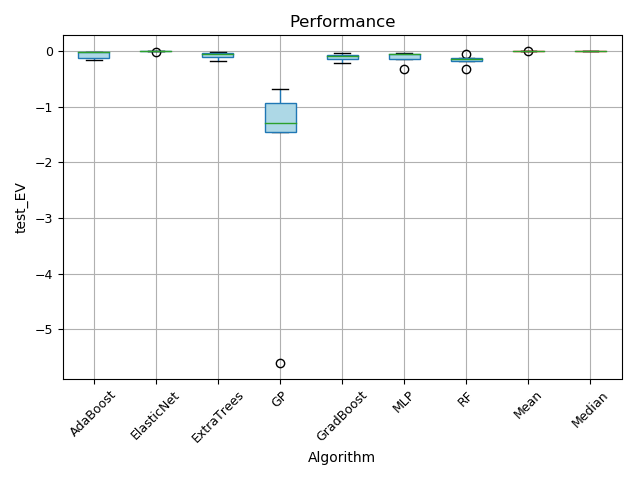 Performance
0
−1
−2
−3
−4
−5
test_EV
AdaBoost
ElasticNet
ExtraTrees
GP
GradBoost
MLP
RF
Mean
Median
Algorithm